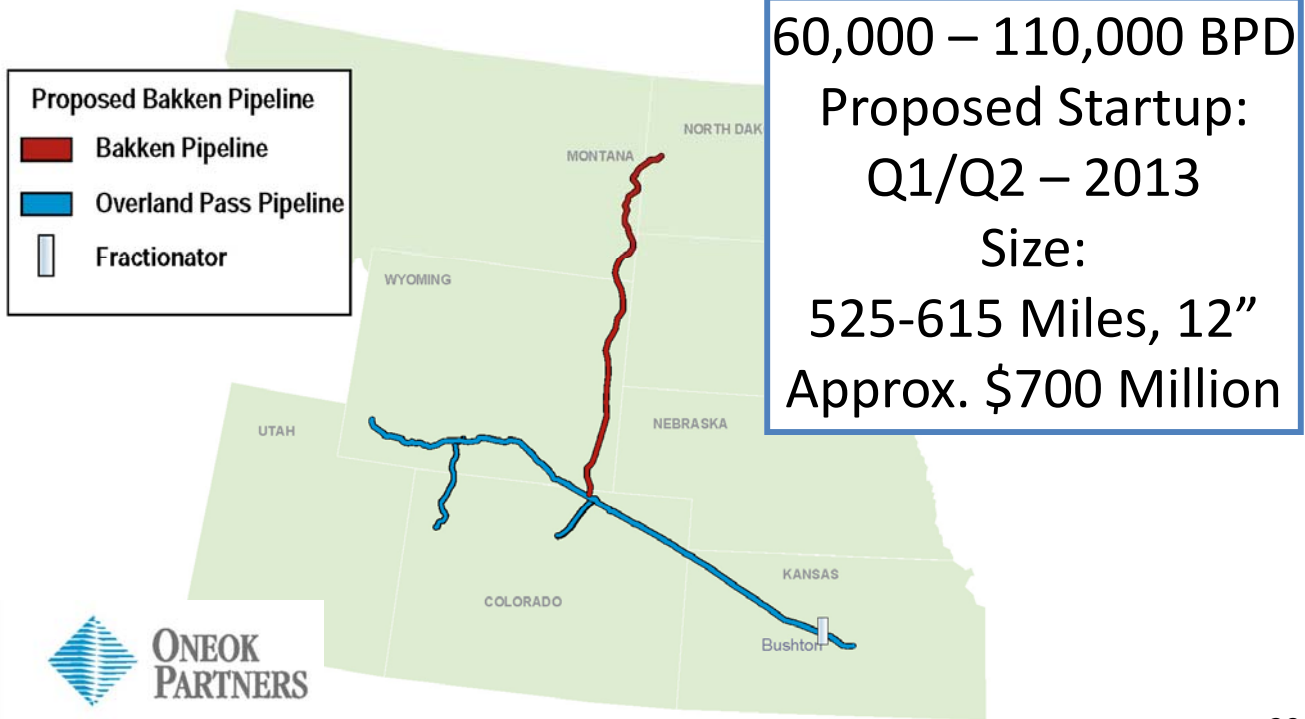 60,000 – 110,000 BPD
Proposed Startup:
Q1/Q2 – 2013
Size:
525-615 Miles, 12”
Approx. $700 Million
Proposed Bakken Pipeline
Bakken Pipeline
Overland Pass Pipeline
Fractionator
NORTH DAK
MONTANA
WYOMING
NEBRASKA
UTAH
KANSAS
COLORADO
Bushton
ONEOK
PARTNERS